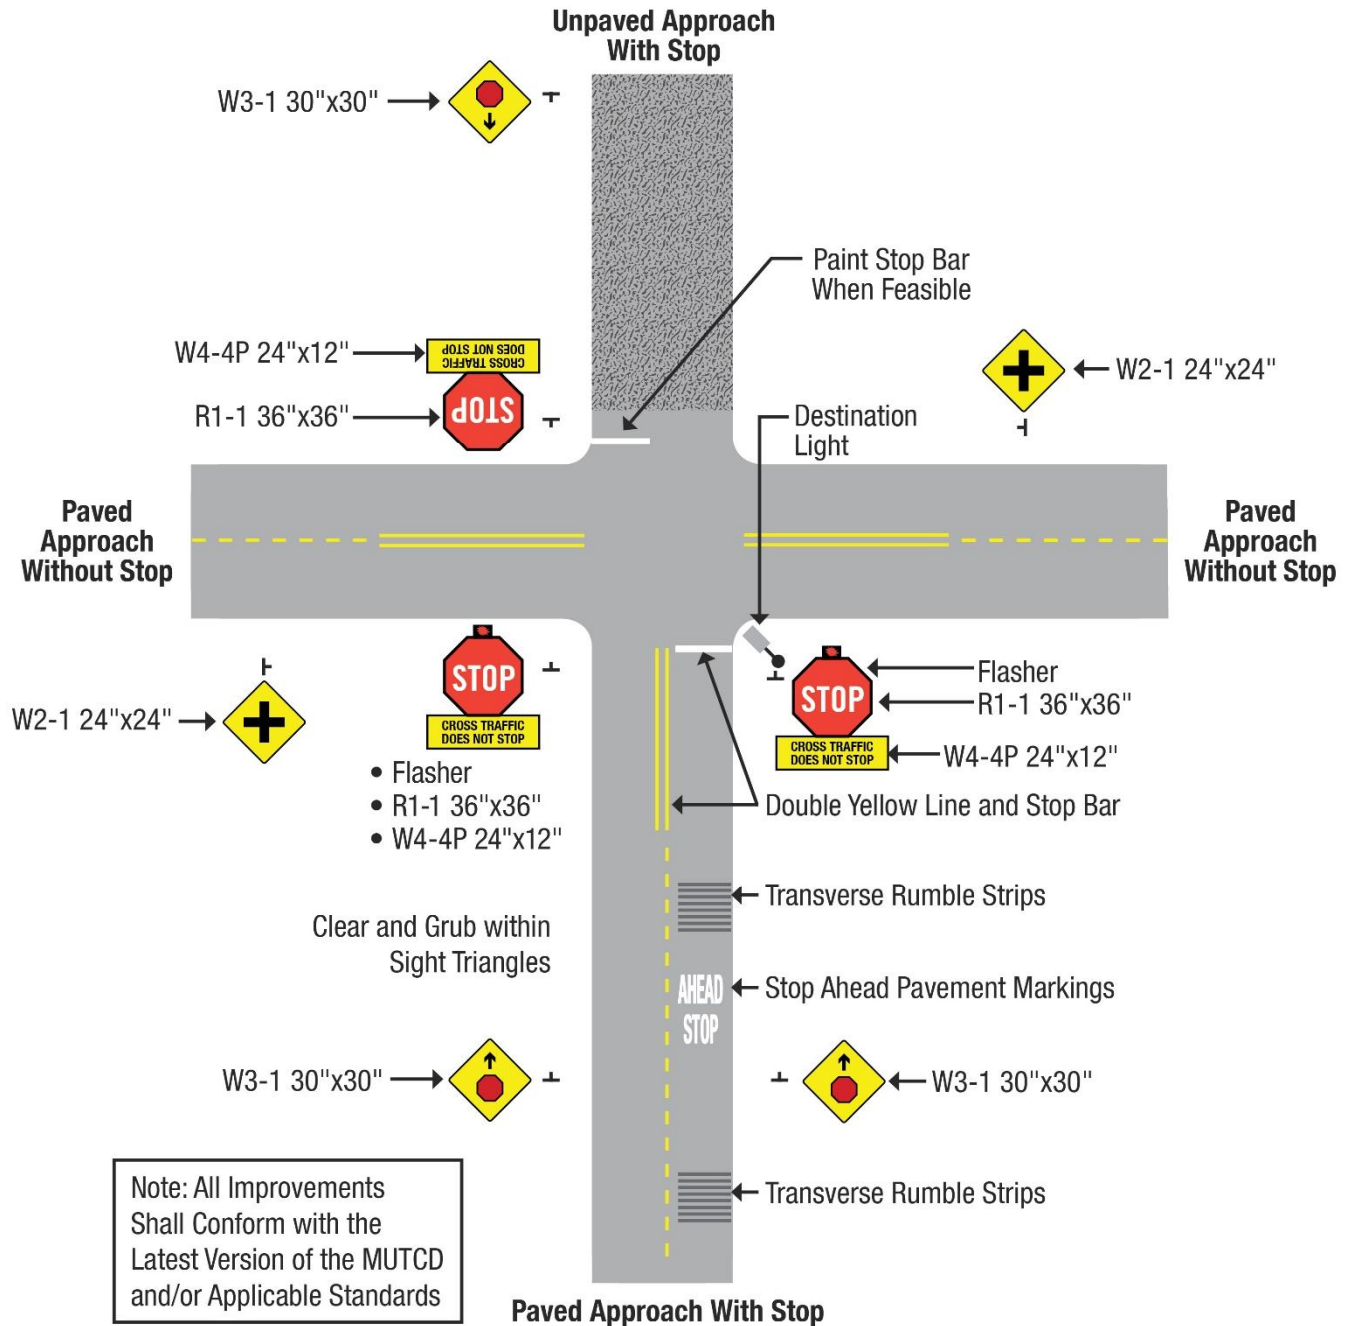 Unpaved Approach
With Stop
W3-1 30"x30"
Paint Stop Bar
When Feasible
W4-4P 24"x12"
CROSS TRAFFIC
DOES NOT STOP
W2-1 24"x24"
R1-1 36"x36"
STOP
Destination
Light
Paved
Approach
Without Stop
Paved
Approach
Without Stop
STOP
CROSS TRAFFIC
DOES NOT STOP
W2-1 24"x24"
• Flasher
• R1-1 36"x36"
• W4-4P 24"x12"
STOP
CROSS TRAFFIC
DOES NOT STOP
Flasher
R1-1 36"x36"
W4-4P 24"x12"
Double Yellow Line and Stop Bar
Transverse Rumble Strips
Clear and Grub within
Sight Triangles
AHEAD
STOP
Stop Ahead Pavement Markings
W3-1 30"x30"
W3-1 30"x30"
Transverse Rumble Strips
Note: All Improvements
Shall Conform with the
Latest Version of the MUTCD
and/or Applicable Standards
Paved Approach With Stop